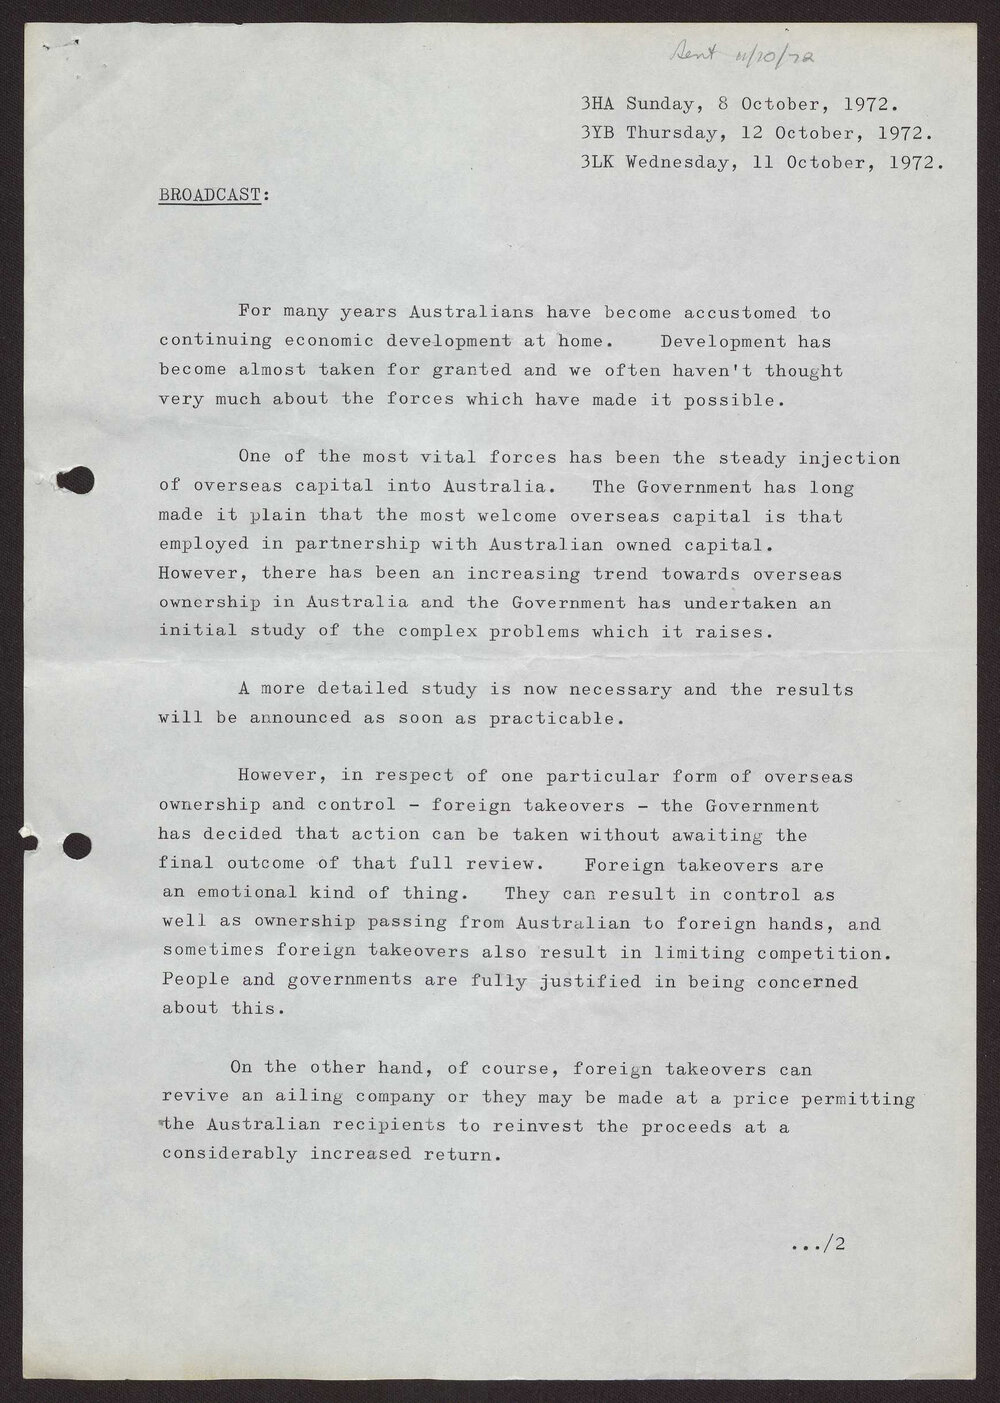 Sent 11/10/72
3HA Sunday, 8 October, 1972.
3YB Thursday, 12 October, 1972.
3LK Wednesday, 11 October, 1972.
BROADCAST:
For many years Australians have become accustomed to
continuing economic development at home. Development has
become almost taken for granted and we often haven't thought
very much about the forces which have made it possible.
One of the most vital forces has been the steady injection
of overseas capital into Australia. The Government has long
made it plain that the most welcome overseas capital is that
employed in partnership with Australian owned capital.
However, there has been an increasing trend towards overseas
ownership in Australia and the Government has undertaken an
initial study of the complex problems which it raises.
A more detailed study is now necessary and the results
will be announced as soon as practicable.
However, in respect of one particular form of overseas
ownership and control - foreign takeovers - the Government
has decided that action can be taken without awaiting the
final outcome of that full review. Foreign takeovers are
an emotional kind of thing. They can result in control as
well as ownership passing from Australian to foreign hands, and
sometimes foreign takeovers also result in limiting competition.
People and governments are fully justified in being concerned
about this.
On the other hand, of course, foreign takeovers can
revive an ailing company or they may be made at a price permitting
the Australian recipients to reinvest the proceeds at a
considerably increased return.
.../2